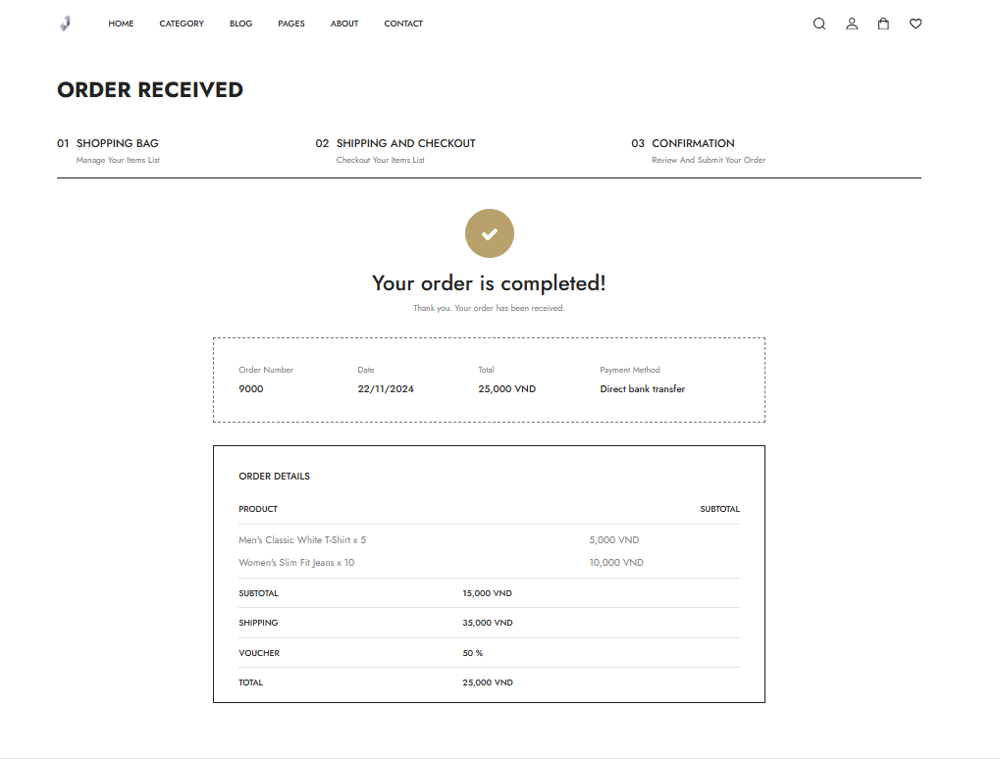 HOME CATEGORY BLOG PAGES ABOUT CONTACT
ORDER RECEIVED
01 SHOPPING BAG 02 SHIPPING AND CHECKOUT 03 CONFIRMATION
Manage Your Items List Checkout Your Items List Review And Submit Your Order
Your order is completed!
Thank you. Your order has been received.
Order Number Date Total Payment Method
9000 22/11/2024 25,000 VND Direct bank transfer
ORDER DETAILS
PRODUCT SUBTOTAL
Men's Classic White T-Shirt x 5 5,000 VND
Women's Slim Fit Jeans x 10 10,000 VND
SUBTOTAL 15,000 VND
SHIPPING 35,000 VND
VOUCHER 50 %
TOTAL 25,000 VND